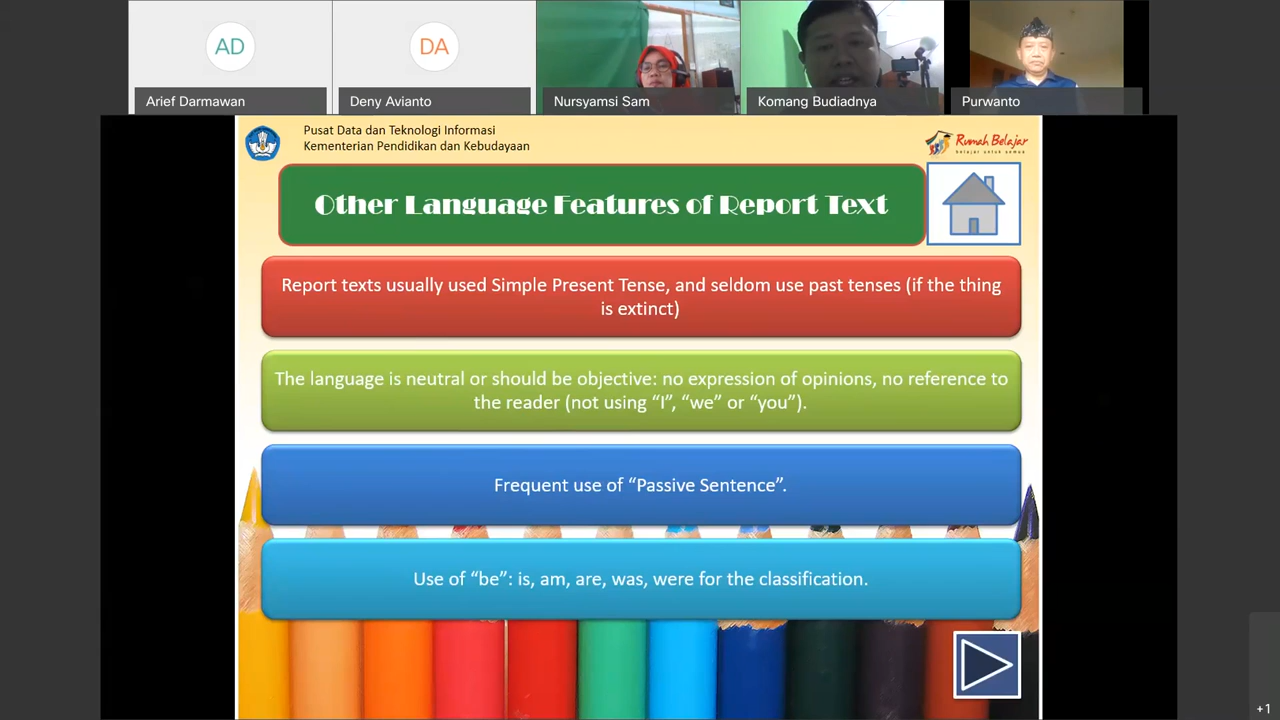 AD
DA
Arief Darmawan
Deny Avianto
Nursyamsi Sam
Komang Budiadnya
Purwanto
Pusat Data dan Teknologi Informasi
Kementerian Pendidikan dan Kebudayaan
Rumah Belajar
belajar untuk semua
Other Language Features of Report Text
Report texts usually used Simple Present Tense, and seldom use past tenses (if the thing
is extinct)
The language is neutral or should be objective: no expression of opinions, no reference to
the reader (not using “I”, “we” or “you”).
Frequent use of “Passive Sentence”.
Use of “be”: is, am, are, was, were for the classification.
+1